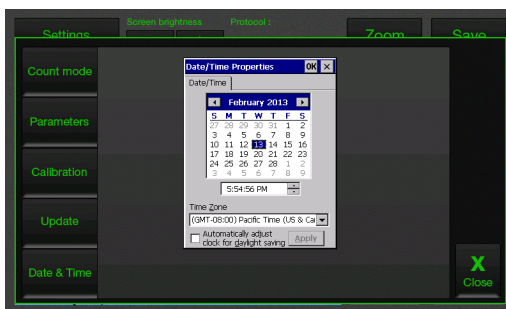 Settings
Screen brightness
Protocol :
Zoom
Save
Count mode
Parameters
Calibration
Update
Date & Time
Date/Time Properties
OK
×
Date/Time
February 2013
S M T W T F S
27 28 29 30 31 1 2
3 4 5 6 7 8 9
10 11 12 13 14 15 16
17 18 19 20 21 22 23
24 25 26 27 28 1 2
3 4 5 6 7 8 9
5:54:56 PM
Time Zone
(GMT-08:00) Pacific Time (US & Ca
Automatically adjust
clock for daylight saving
Apply
X
Close